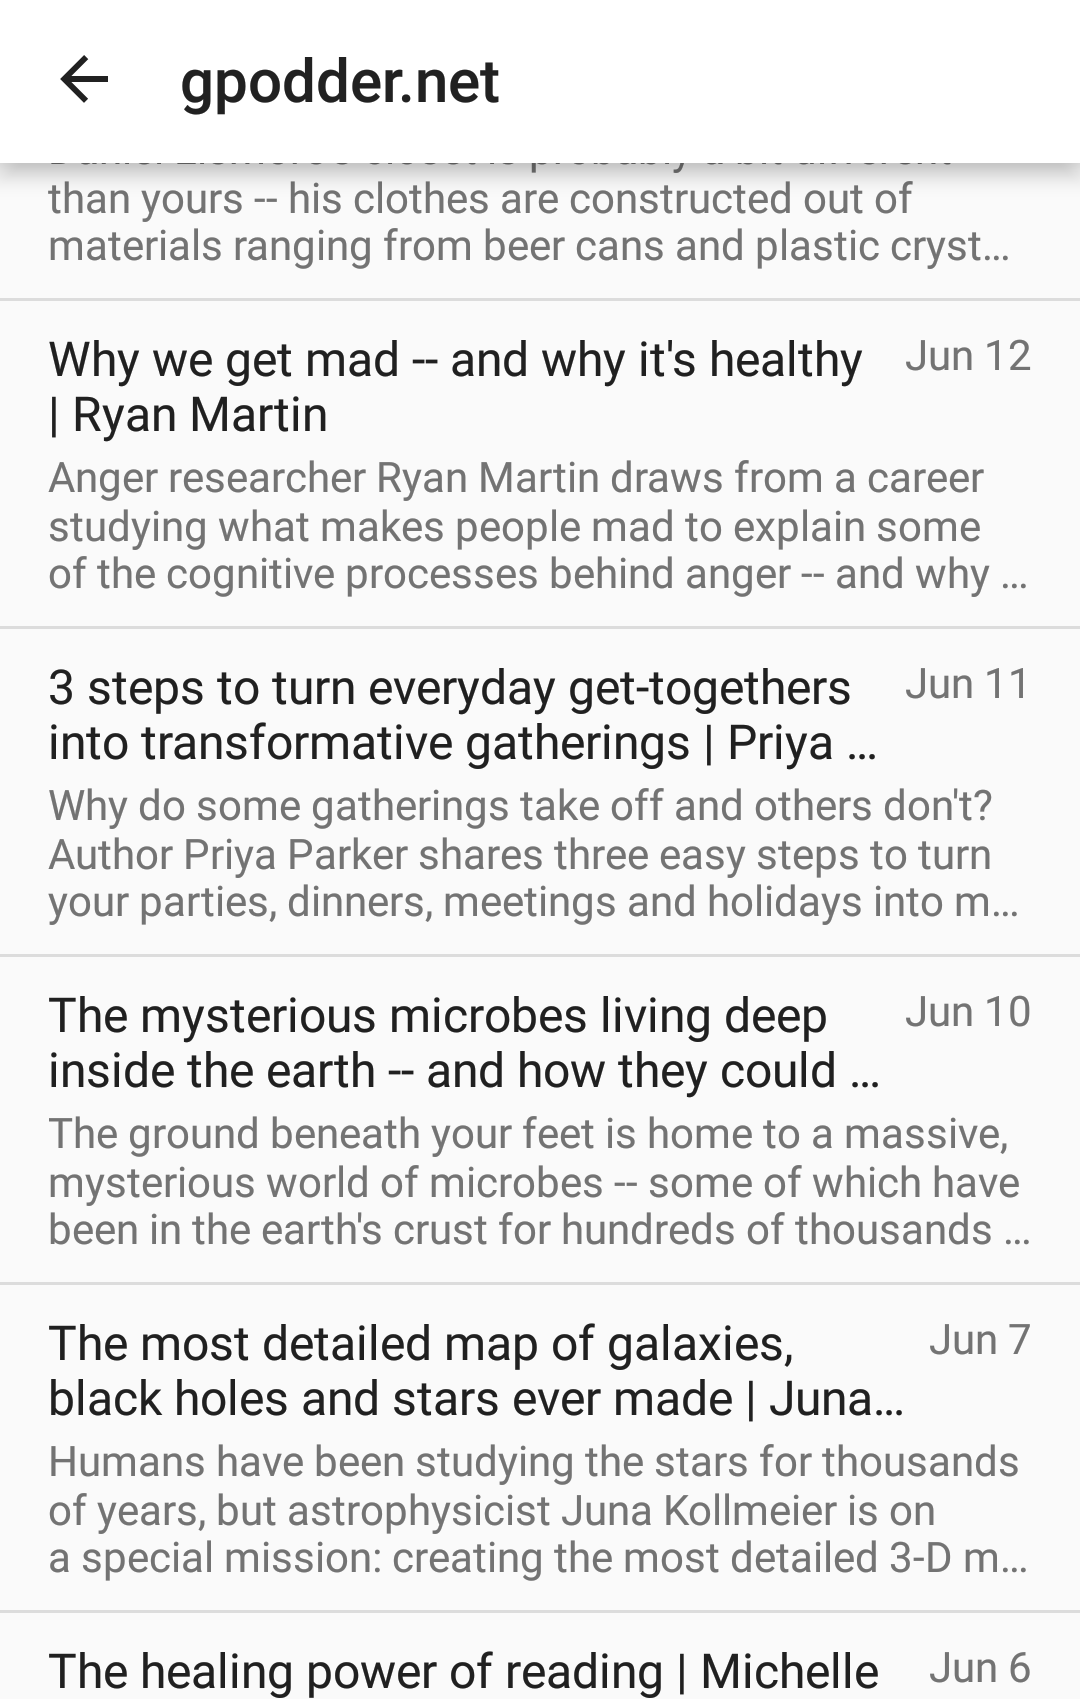 gpodder.net
than yours -- his clothes are constructed out of
materials ranging from beer cans and plastic cryst...
Why we get mad -- and why it's healthy
| Ryan Martin
Jun 12
Anger researcher Ryan Martin draws from a career
studying what makes people mad to explain some
of the cognitive processes behind anger -- and why ...
3 steps to turn everyday get-togethers
into transformative gatherings | Priya ...
Jun 11
Why do some gatherings take off and others don't?
Author Priya Parker shares three easy steps to turn
your parties, dinners, meetings and holidays into m...
The mysterious microbes living deep
inside the earth -- and how they could ...
Jun 10
The ground beneath your feet is home to a massive,
mysterious world of microbes -- some of which have
been in the earth's crust for hundreds of thousands ...
The most detailed map of galaxies,
black holes and stars ever made | Juna...
Jun 7
Humans have been studying the stars for thousands
of years, but astrophysicist Juna Kollmeier is on
a special mission: creating the most detailed 3-D m...
The healing power of reading | Michelle
Jun 6